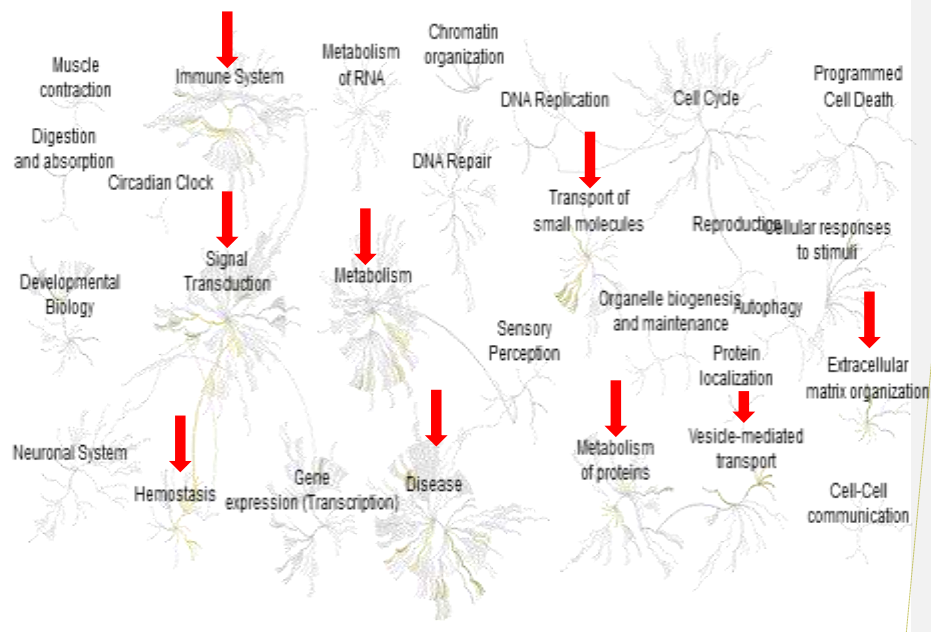 Muscle
contraction
Immune System
Metabolism
of RNA
Chromatin
organization
DNA Replication
Cell Cycle
Programmed
Cell Death
Digestion
and absorption
Circadian Clock
DNA Repair
Transport of
small molecules
Reproduction
Cellular responses
to stimuli
Developmental
Biology
Signal
Transduction
Metabolism
Sensory
Perception
Organelle biogenesis
and maintenance
Autophagy
Protein
localization
Extracellular
matrix organization
Neuronal System
Hemostasis
Gene
expression (Transcription)
Disease
Metabolism
of proteins
Vesicle-mediated
transport
Cell-Cell
communication